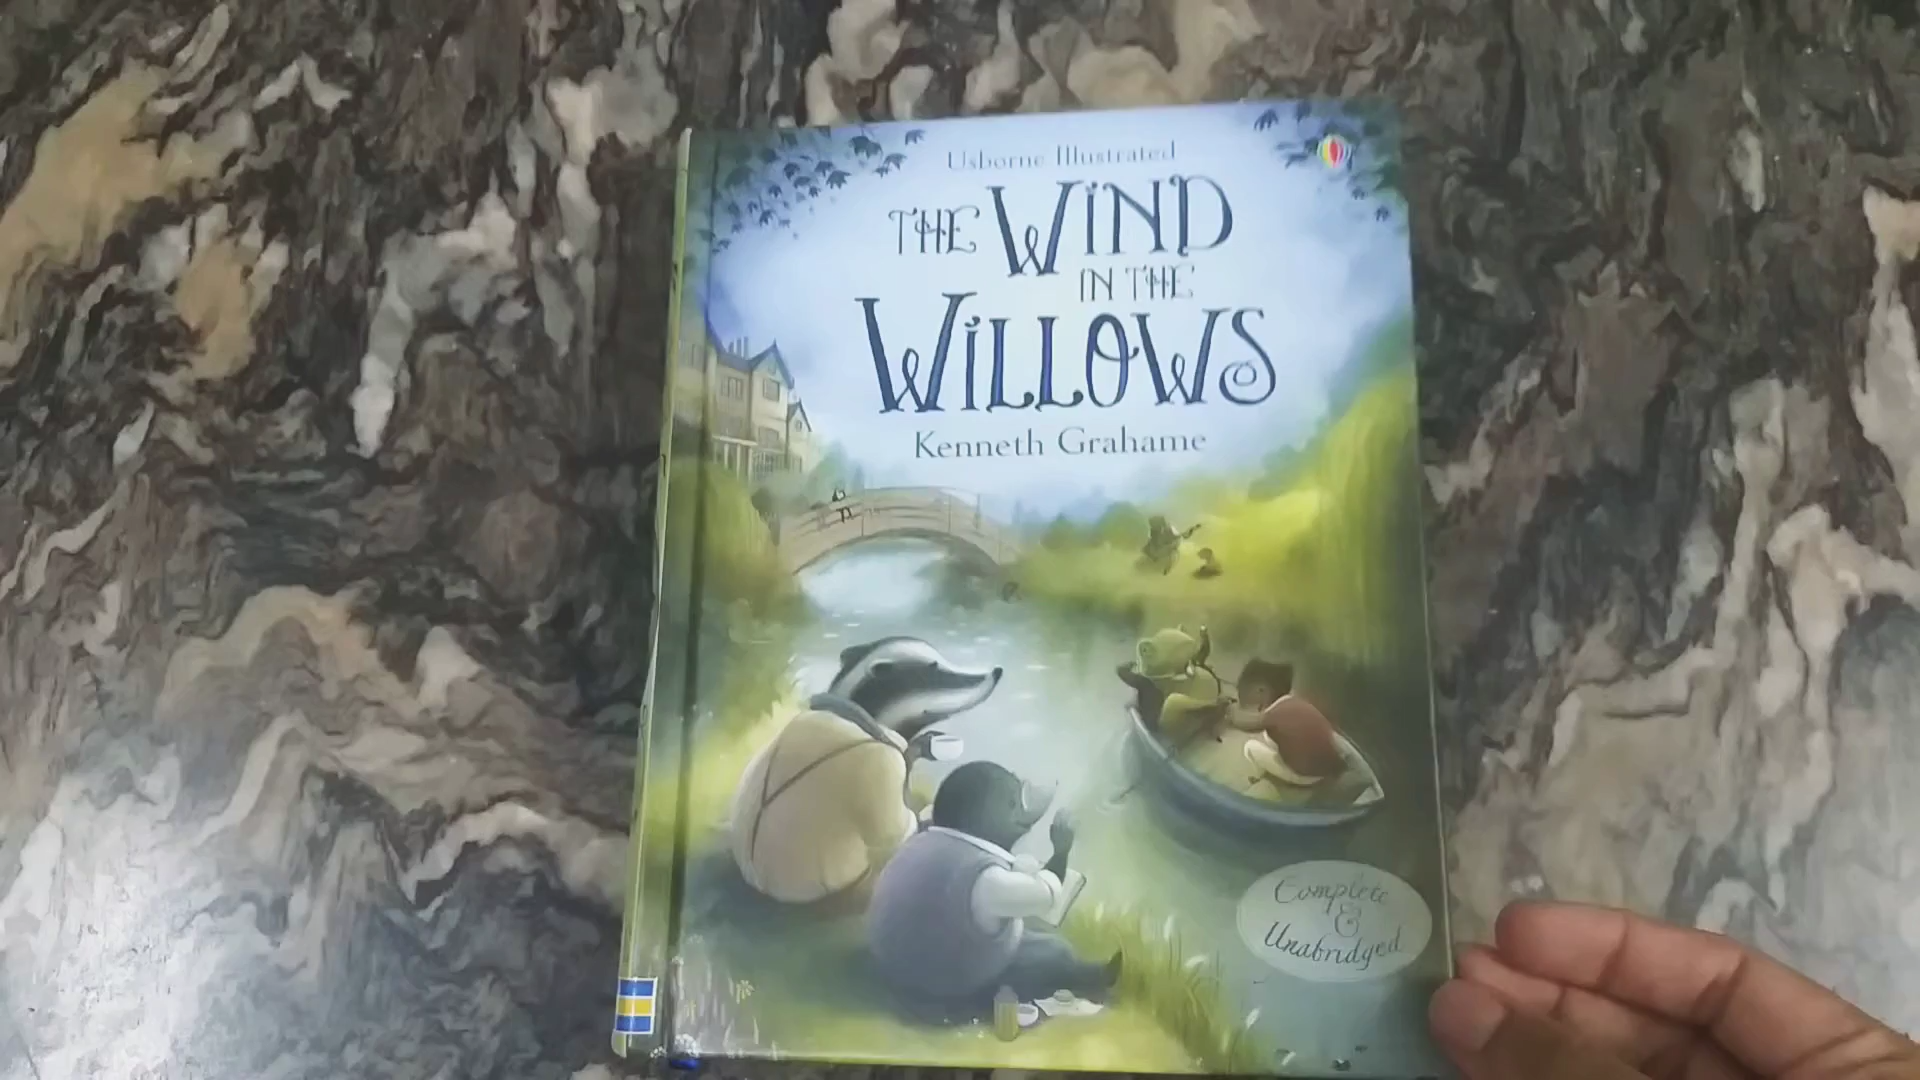 Usborne Illustrated
THE WIND
IN THE
WILLOWS
Kenneth Grahame
Complete
&
Unabridged